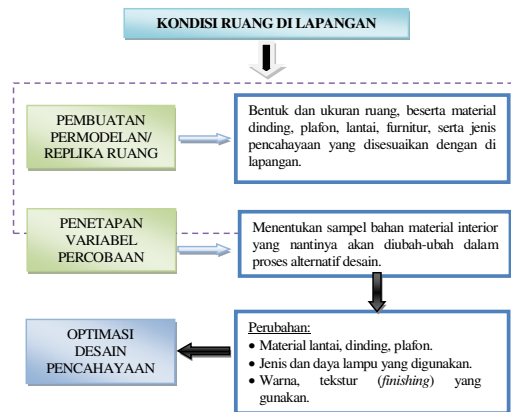 KONDISI RUANG DI LAPANGAN
PEMBUATAN
PERMODELAN/
REPLIKA RUANG
Bentuk dan ukuran ruang, beserta material
dinding, plafon, lantai, furnitur, serta jenis
pencahayaan yang disesuaikan dengan di
lapangan.
PENETAPAN
VARIABEL
PERCOBAAN
Menentukan sampel bahan material interior
yang nantinya akan diubah-ubah dalam
proses alternatif desain.
OPTIMASI
DESAIN
PENCAHAYAAN
Perubahan:
• Material lantai, dinding, plafon.
• Jenis dan daya lampu yang digunakan.
• Warna, tekstur (finishing) yang
gunakan.